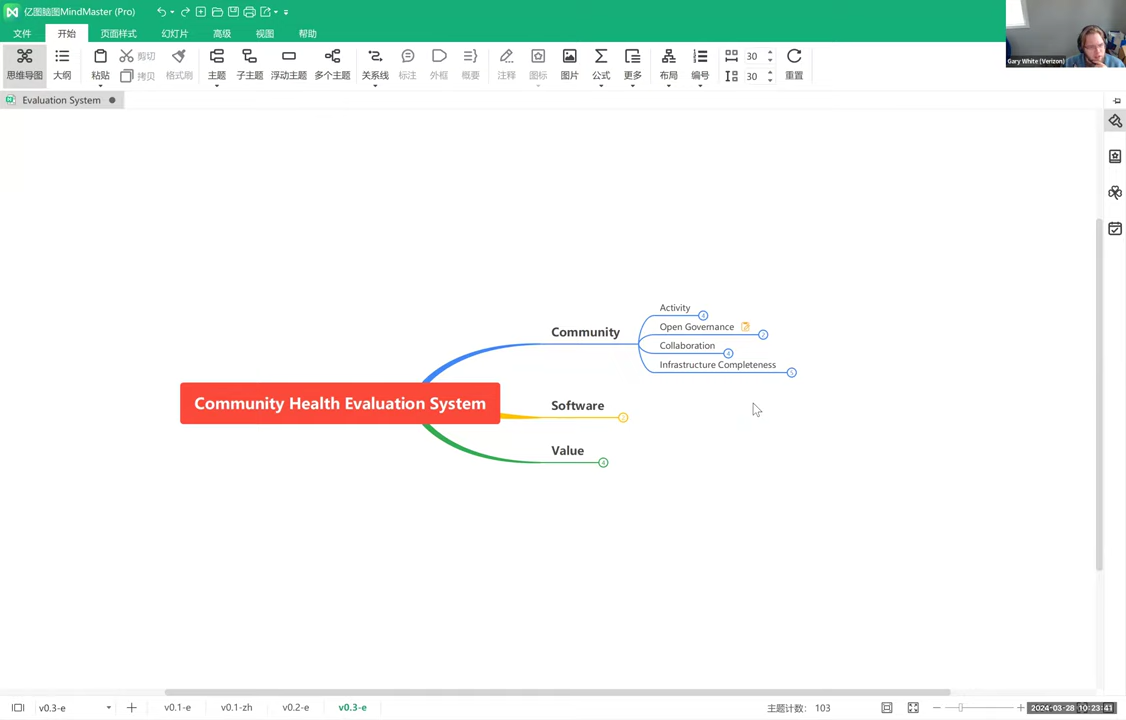 亿图脑图MindMaster (Pro)
文件 开始 页面样式 幻灯片 高级 视图 帮助
思维导图 大纲 粘贴 剪切 拷贝 格式刷 主题 子主题 浮动主题 多个主题 关系线 标注 外框 概要 注释 图标 图片 公式 更多 布局 编号 30 30 重置
Gary White (Verizon)
Evaluation System
Activity 4
Open Governance 2
Collaboration 4
Infrastructure Completeness 5
Community
Community Health Evaluation System
Software 2
Value 4
v0.3-e v0.1-e v0.1-zh v0.2-e v0.3-e 主题计数: 103 2024-03-28 10:23:41